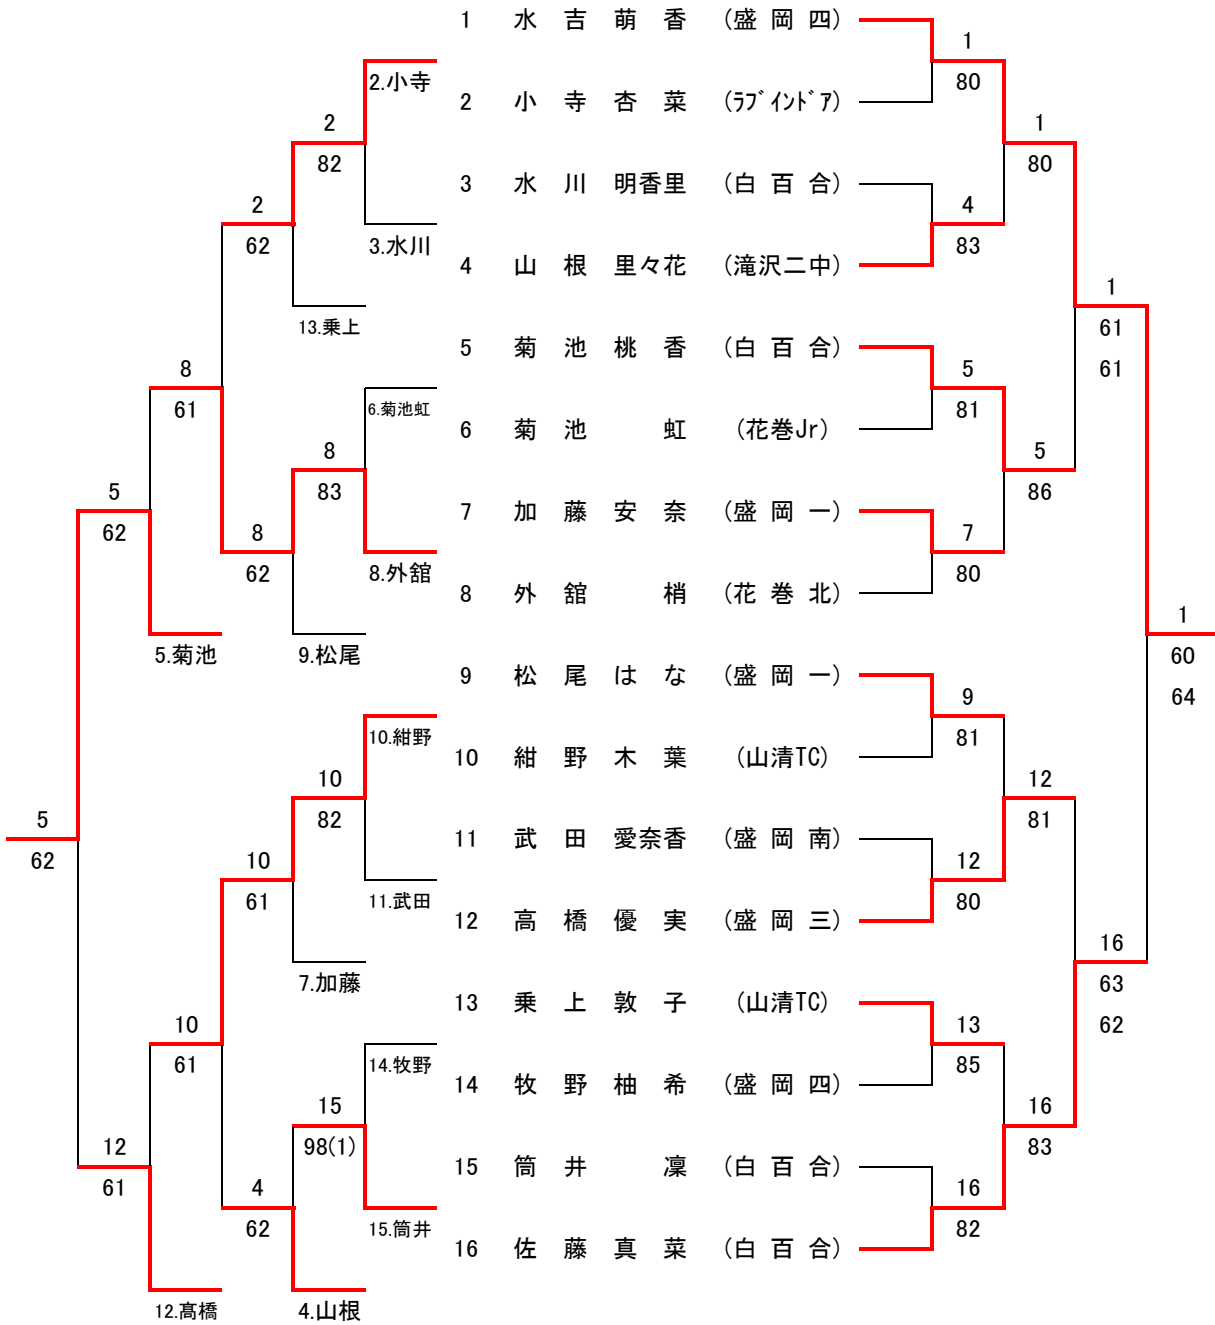 1 水吉萌香 (盛岡四)
2 小寺杏菜 (ﾗﾌﾞｲﾝﾄﾞｱ)
3 水川明香里 (白百合)
4 山根里々花 (滝沢二中)
5 菊池桃香 (白百合)
6 菊池虹 (花巻Jr)
7 加藤安奈 (盛岡一)
8 外舘梢 (花巻北)
9 松尾はな (盛岡一)
10 紺野木葉 (山清TC)
11 武田愛奈香 (盛岡南)
12 高橋優実 (盛岡三)
13 乗上敦子 (山清TC)
14 牧野柚希 (盛岡四)
15 筒井凜 (白百合)
16 佐藤真菜 (白百合)
1
80
4
83
5
81
7
80
9
81
12
80
13
85
16
82
1
80
5
86
12
81
16
83
1
61
61
16
63
62
1
60
64
2.小寺
3.水川
6.菊池虹
8.外舘
10.紺野
11.武田
14.牧野
15.筒井
2
82
13.乗上
8
83
9.松尾
10
82
7.加藤
15
98(1)
4.山根
2
62
8
62
10
61
4
62
8
61
5.菊池
10
61
12.髙橋
5
62
12
61
5
62